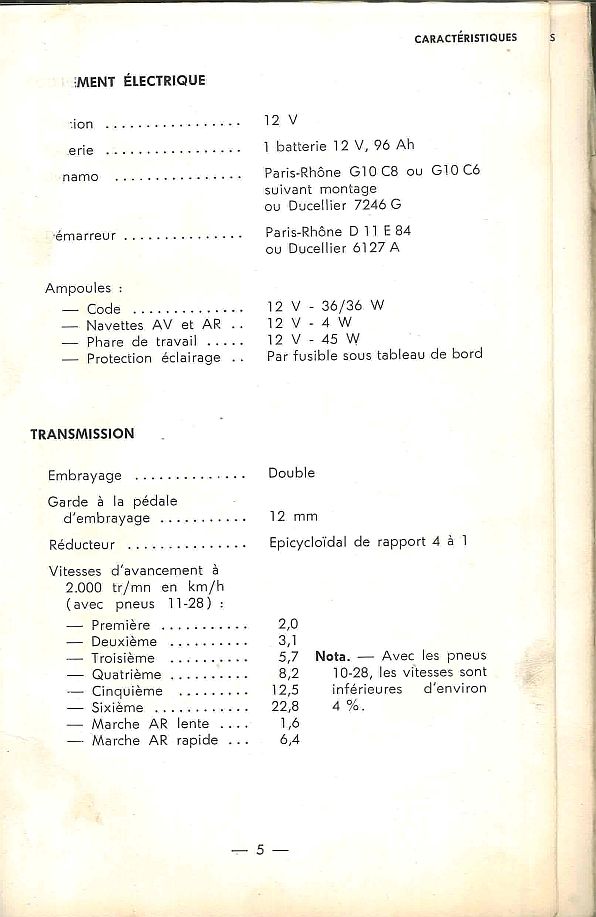 CARACTÉRISTIQUES S
MENT ÉLECTRIQUE
ion ................. 12 V
erie ................. 1 batterie 12 V, 96 Ah
namo ................ Paris-Rhône G10 C8 ou G10 C6
suivant montage
ou Ducellier 7246 G
émarreur ............... Paris-Rhône D 11 E 84
ou Ducellier 6127 A
Ampoules :
— Code .............. 12 V - 36/36 W
— Navettes AV et AR .. 12 V - 4 W
— Phare de travail ..... 12 V - 45 W
— Protection éclairage .. Par fusible sous tableau de bord
TRANSMISSION
Embrayage .............. Double
Garde à la pédale
d'embrayage ........... 12 mm
Réducteur ............... Epicycloïdal de rapport 4 à 1
Vitesses d'avancement à
2.000 tr/mn en km/h
(avec pneus 11-28) :
— Première ........... 2,0
— Deuxième .......... 3,1
— Troisième .......... 5,7 Nota. — Avec les pneus
— Quatrième .......... 8,2 10-28, les vitesses sont
— Cinquième ......... 12,5 inférieures d'environ
— Sixième ............ 22,8 4 %.
— Marche AR lente .... 1,6
— Marche AR rapide ... 6,4
— 5 —